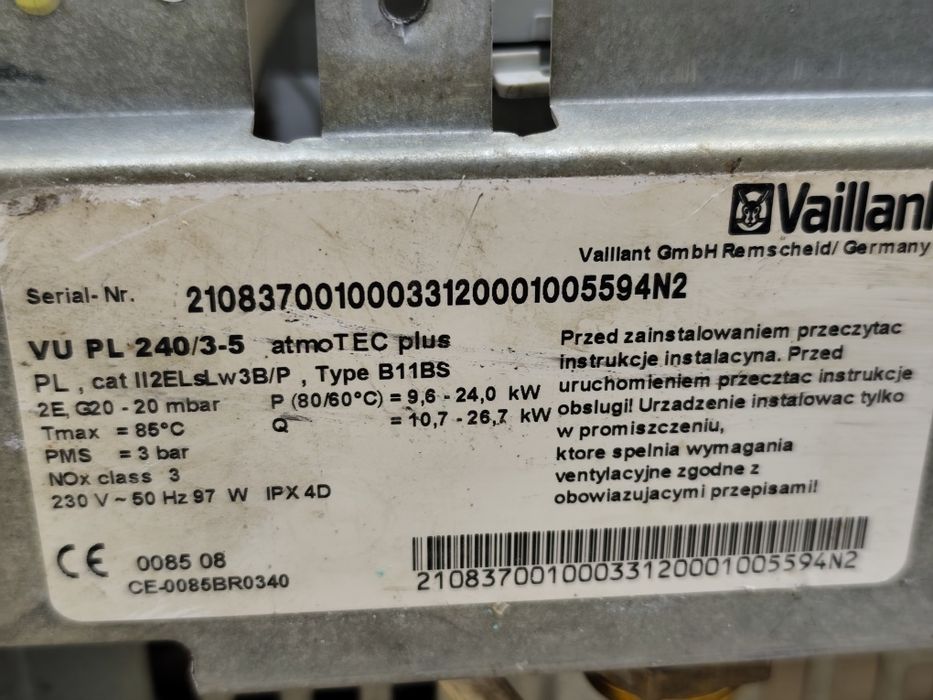 Vaillant
Vaillant GmbH Remscheid/ Germany
Serial-Nr. 21083700100033120001005594N2
VU PL 240/3-5 atmoTEC plus
PL , cat II2ELsLw3B/P , Type B11BS
2E, G20 - 20 mbar P (80/60°C) = 9,6 - 24,0 kW
Tmax = 85°C Q = 10,7 - 26,7 kW
PMS = 3 bar
NOx class 3
230 V ~ 50 Hz 97 W IPX 4D
Przed zainstalowaniem przeczytac
instrukcje instalacyna. Przed
uruchomieniem przecztac instrukcje
obslugi! Urzadzenie instalowac tylko
w promiszczeniu,
ktore spelnia wymagania
ventylacyjne zgodne z
obowiazujacymi przepisami!
CE 0085 08
CE-0085BR0340
21083700100033120001005594N2